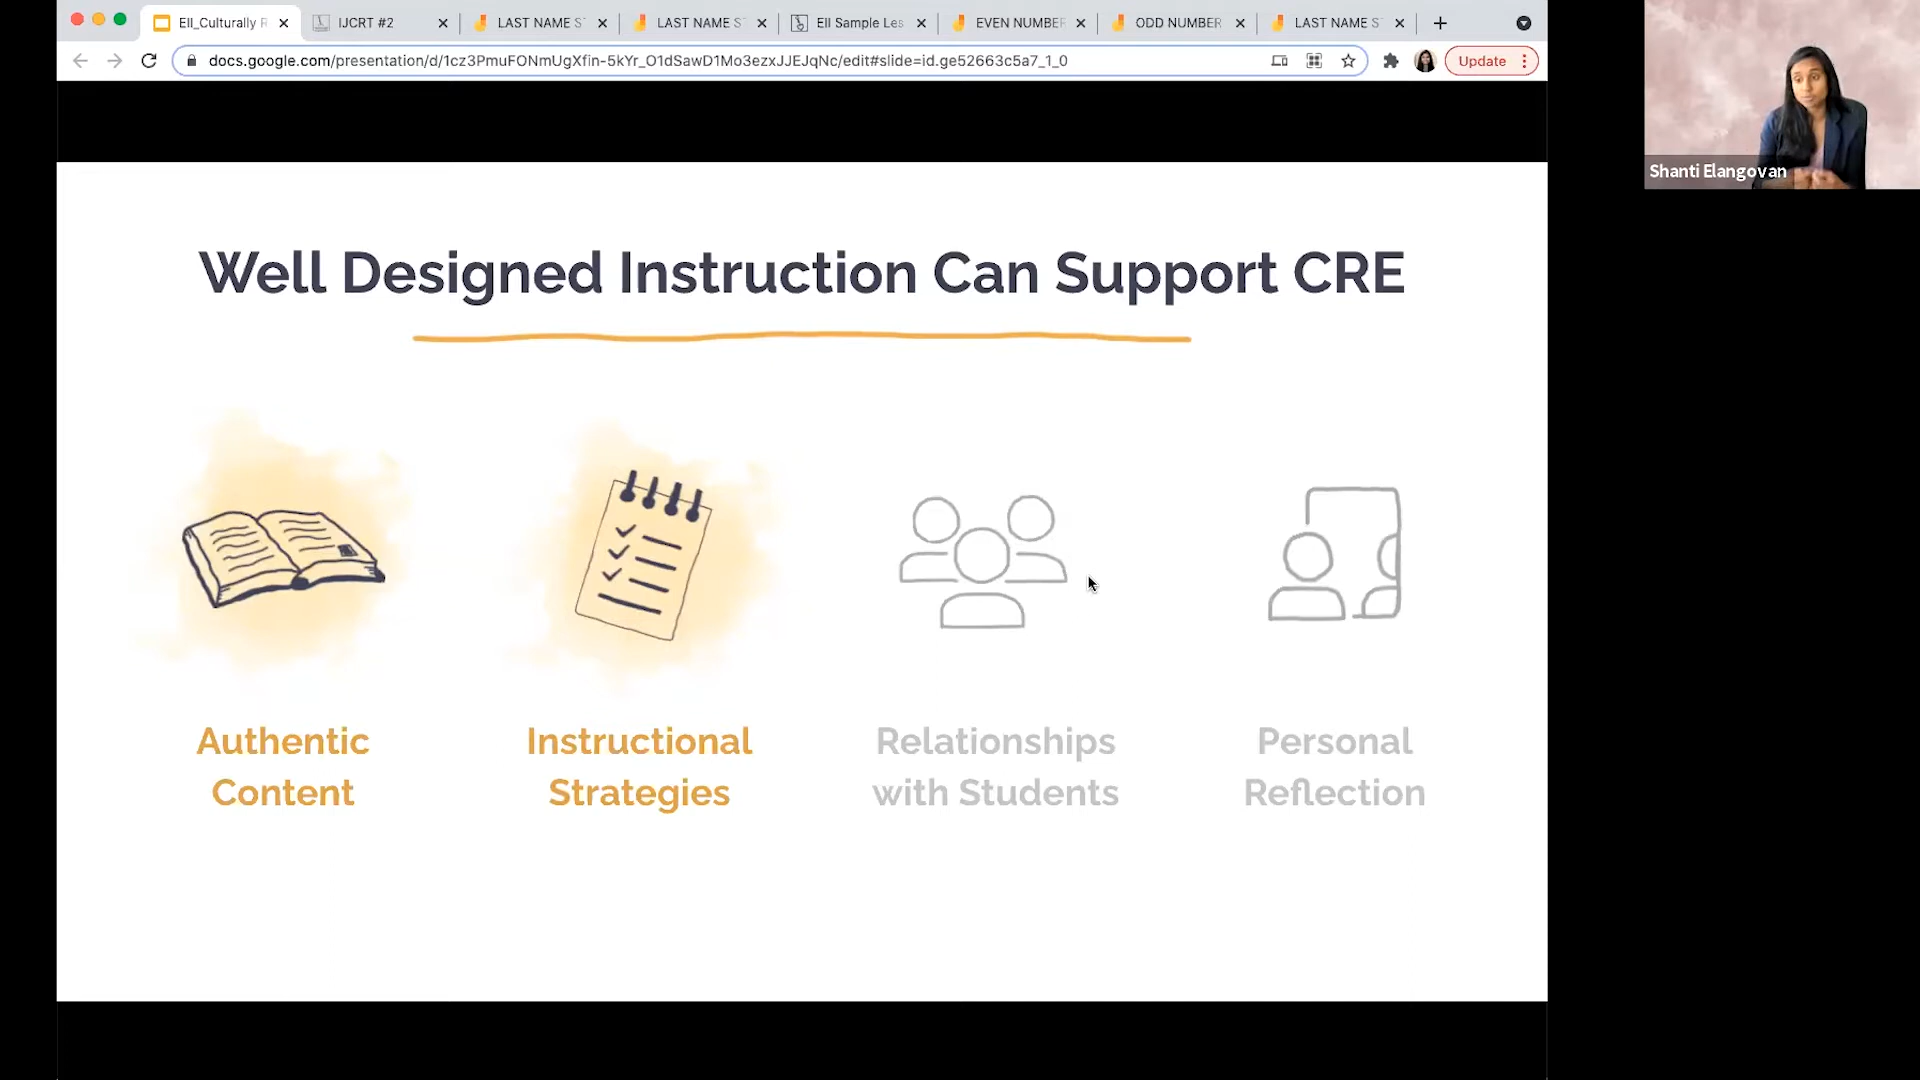 EII_Culturally R
IJCRT #2
LAST NAME S
LAST NAME S
EII Sample Les
EVEN NUMBER
ODD NUMBER
LAST NAME S
docs.google.com/presentation/d/1cz3PmuFONmUgXfin-5kYr_O1dSawD1Mo3ezxJJEJqNc/edit#slide=id.ge52663c5a7_1_0
Update
Shanti Elangovan
Well Designed Instruction Can Support CRE
Authentic
Content
Instructional
Strategies
Relationships
with Students
Personal
Reflection